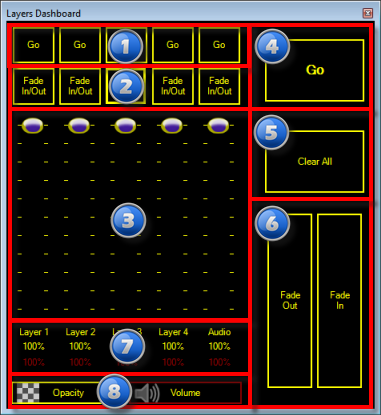 Layers Dashboard
Go Go Go Go
1
4
Go
Fade In/Out Fade In/Out Fade In/Out Fade In/Out
2
5
Clear All
3
6
Fade Out
Fade In
Layer 1 Layer 2 3 Layer 4 Audio
100% 100% 100% 100%
100% 100% 100% 100%
7
Opacity
8
Volume